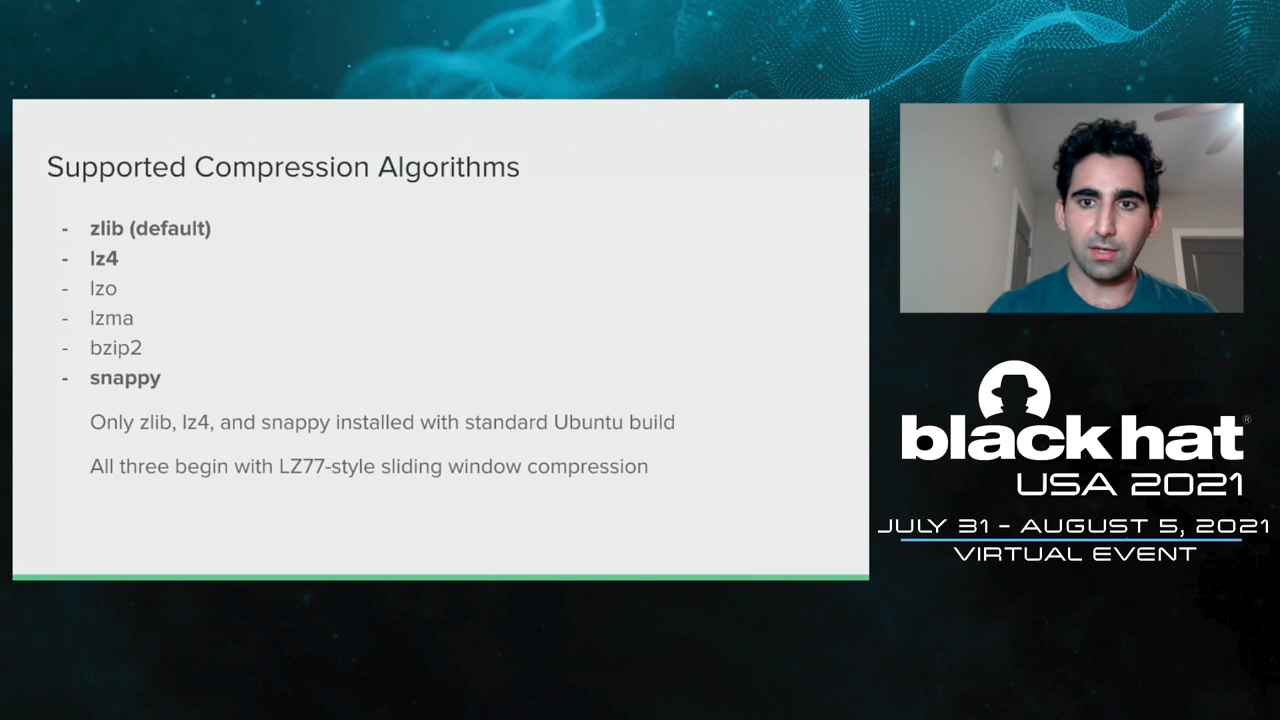 Supported Compression Algorithms
- zlib (default)
- lz4
- lzo
- lzma
- bzip2
- snappy
Only zlib, lz4, and snappy installed with standard Ubuntu build
All three begin with LZ77-style sliding window compression
black hat®
USA 2021
JULY 31 - AUGUST 5, 2021
VIRTUAL EVENT